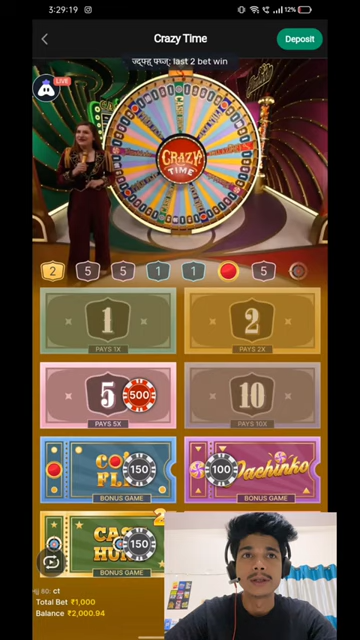 3:29:19
12%
Crazy Time
Deposit
last 2 bet win
LIVE
CRAZY
TIME
2 5 5 1 1 5
1 2
PAYS 1X PAYS 2X
5 500 10
PAYS 5X PAYS 10X
150 100 Pachinko
BONUS GAME BONUS GAME
150
BONUS GAME
50: ct
Total Bet ₹1,000
Balance ₹2,000.94